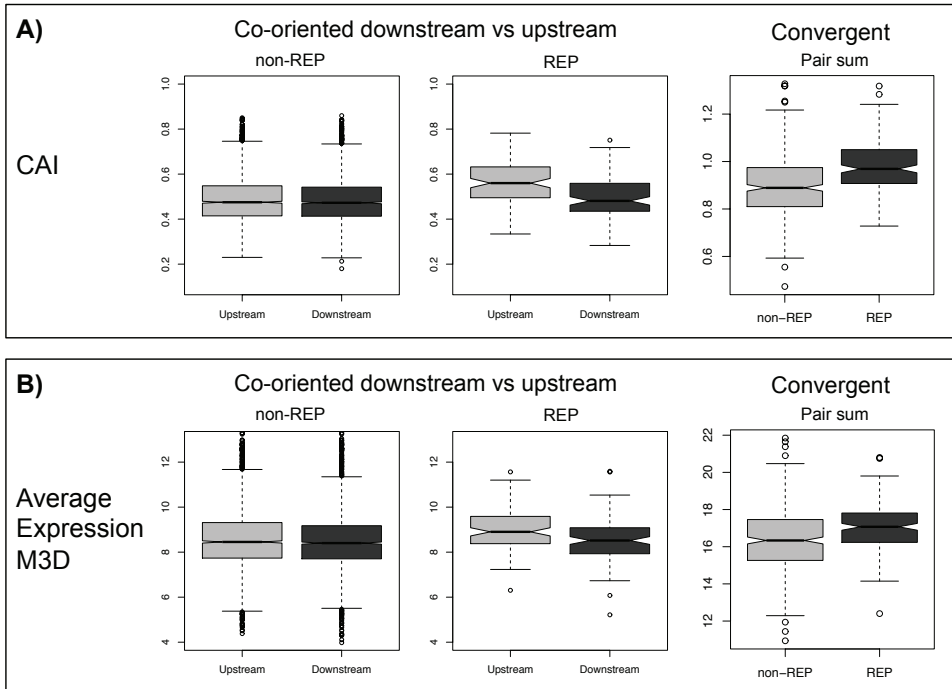 A)
Co-oriented downstream vs upstream
Convergent
non-REP
REP
Pair sum
CAI
1.0
0.8
0.6
0.4
0.2
Upstream
Downstream
1.0
0.8
0.6
0.4
0.2
Upstream
Downstream
1.2
1.0
0.8
0.6
non−REP
REP
B)
Co-oriented downstream vs upstream
Convergent
non-REP
REP
Pair sum
Average
Expression
M3D
12
10
8
6
4
Upstream
Downstream
12
10
8
6
4
Upstream
Downstream
22
20
18
16
14
12
non−REP
REP